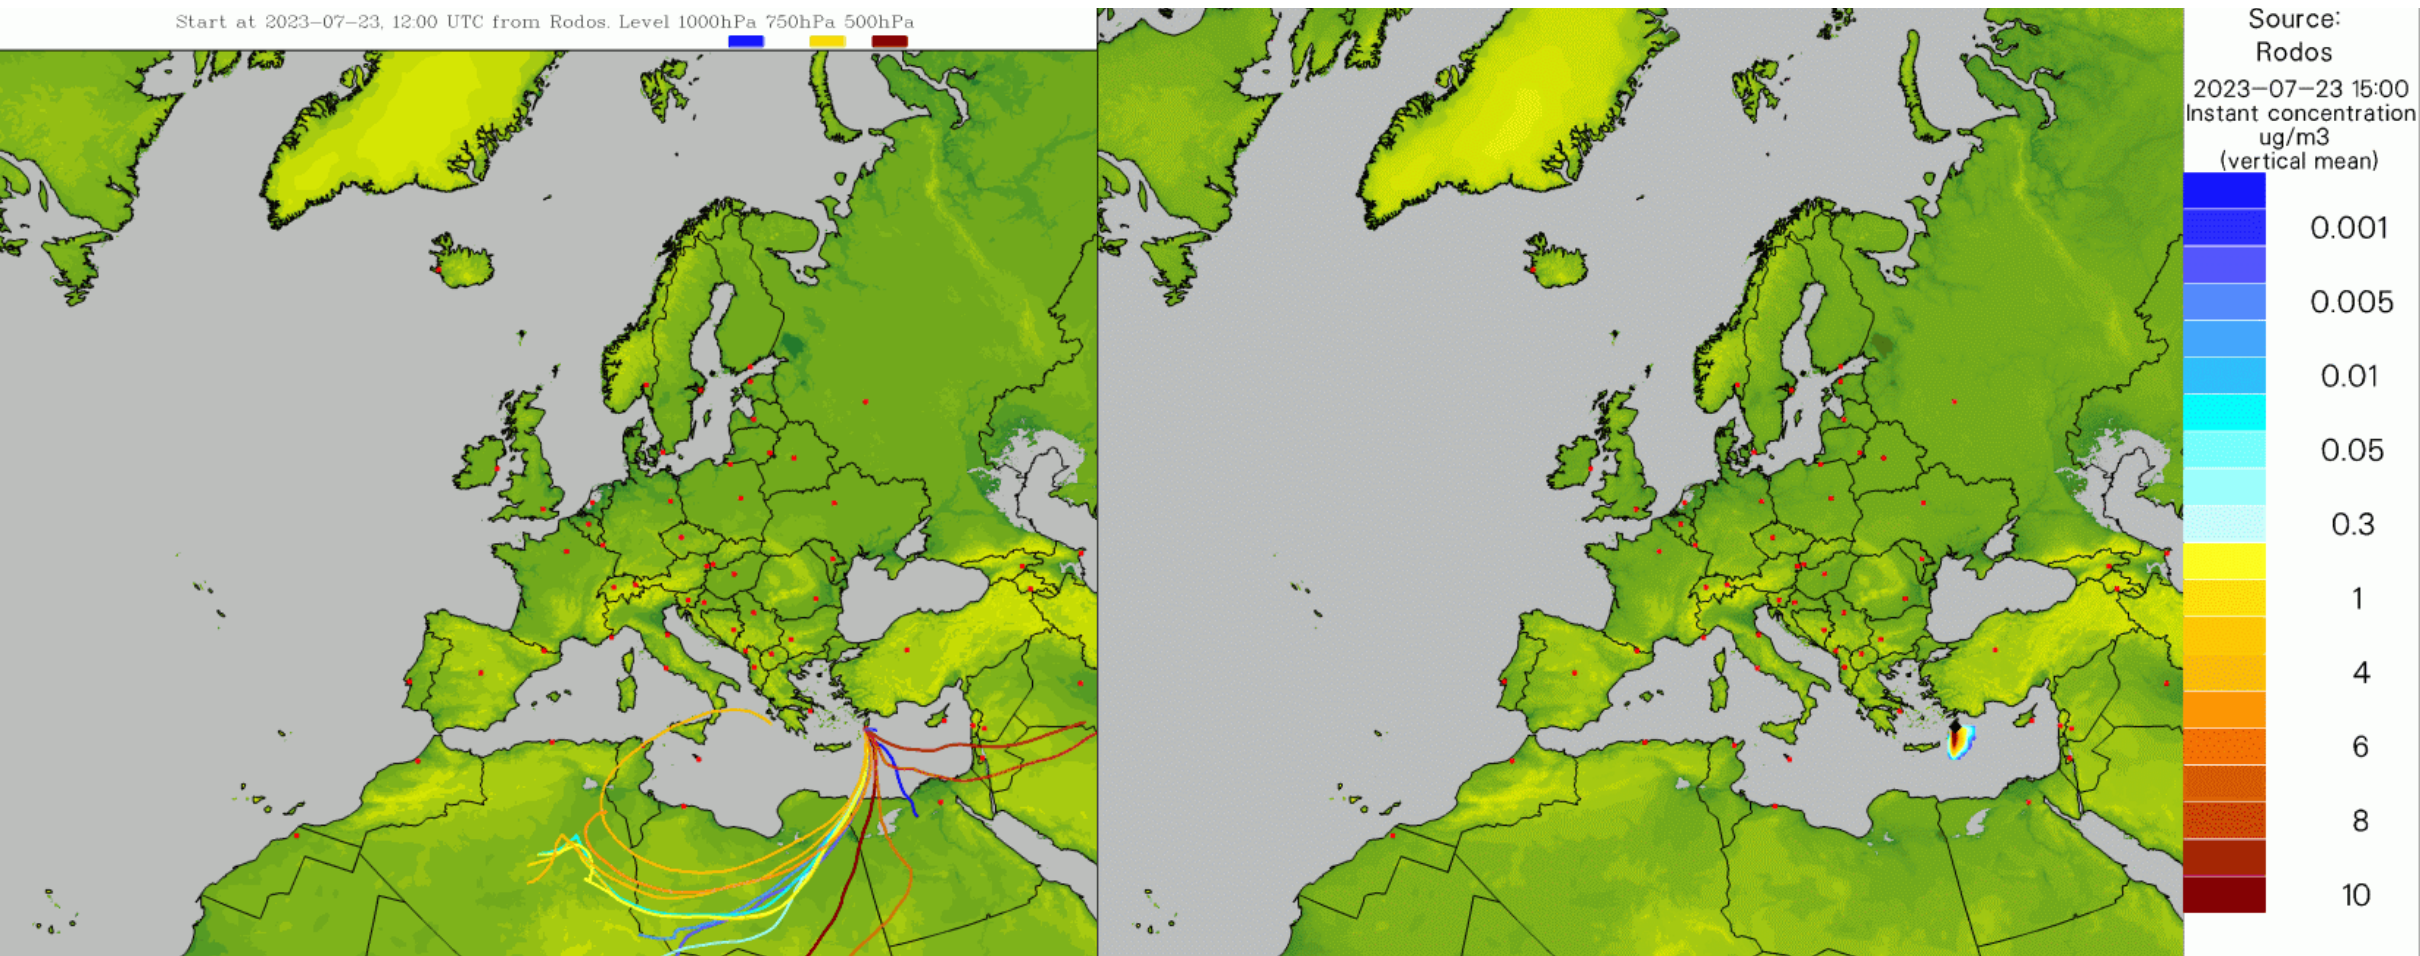 Start at 2023-07-23, 12:00 UTC from Rodos. Level 1000hPa 750hPa 500hPa
Source:
Rodos
2023-07-23 15:00
Instant concentration
ug/m3
(vertical mean)
0.001
0.005
0.01
0.05
0.3
1
4
6
8
10